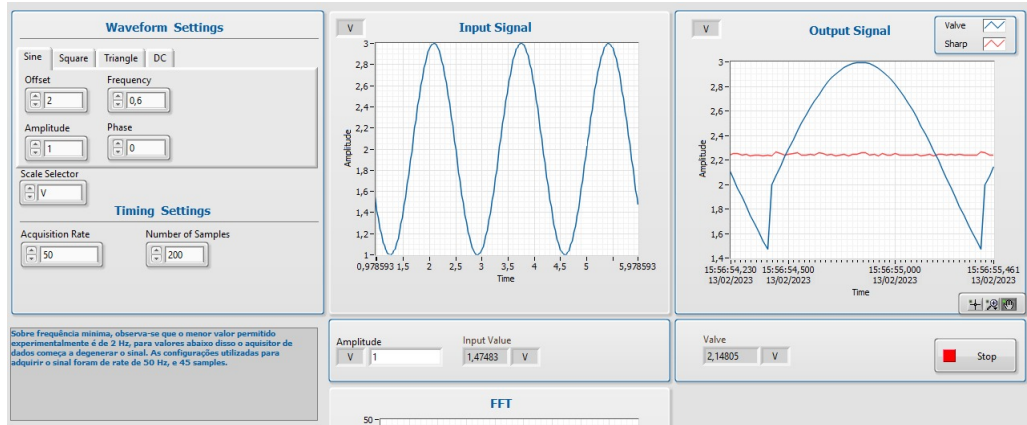 Waveform Settings
Sine Square Triangle DC
Offset Frequency
2 0,6
Amplitude Phase
1 0
Scale Selector
V
Timing Settings
Acquisition Rate Number of Samples
50 200
Sobre frequência mínima, observa-se que o menor valor permitido
experimentalmente é de 2 Hz, para valores abaixo disso o aquisitor de
dados começa a degenerar o sinal. As configurações utilizadas para
adquirir o sinal foram de rate de 50 Hz, e 45 samples.
V Input Signal
3
2,8
2,6
2,4
2,2
2
1,8
1,6
1,4
1,2
1
Amplitude
0,978593 1,5 2 2,5 3 3,5 4 4,5 5 5,978593
Time
Amplitude Input Value
V 1 1,47483 V
FFT
50
V Output Signal
Valve
Sharp
3
2,8
2,6
2,4
2,2
2
1,8
1,6
1,4
Amplitude
15:56:54,230 15:56:54,500 15:56:55,000 15:56:55,461
13/02/2023 13/02/2023 13/02/2023 13/02/2023
Time
Valve
2,14805 V
Stop